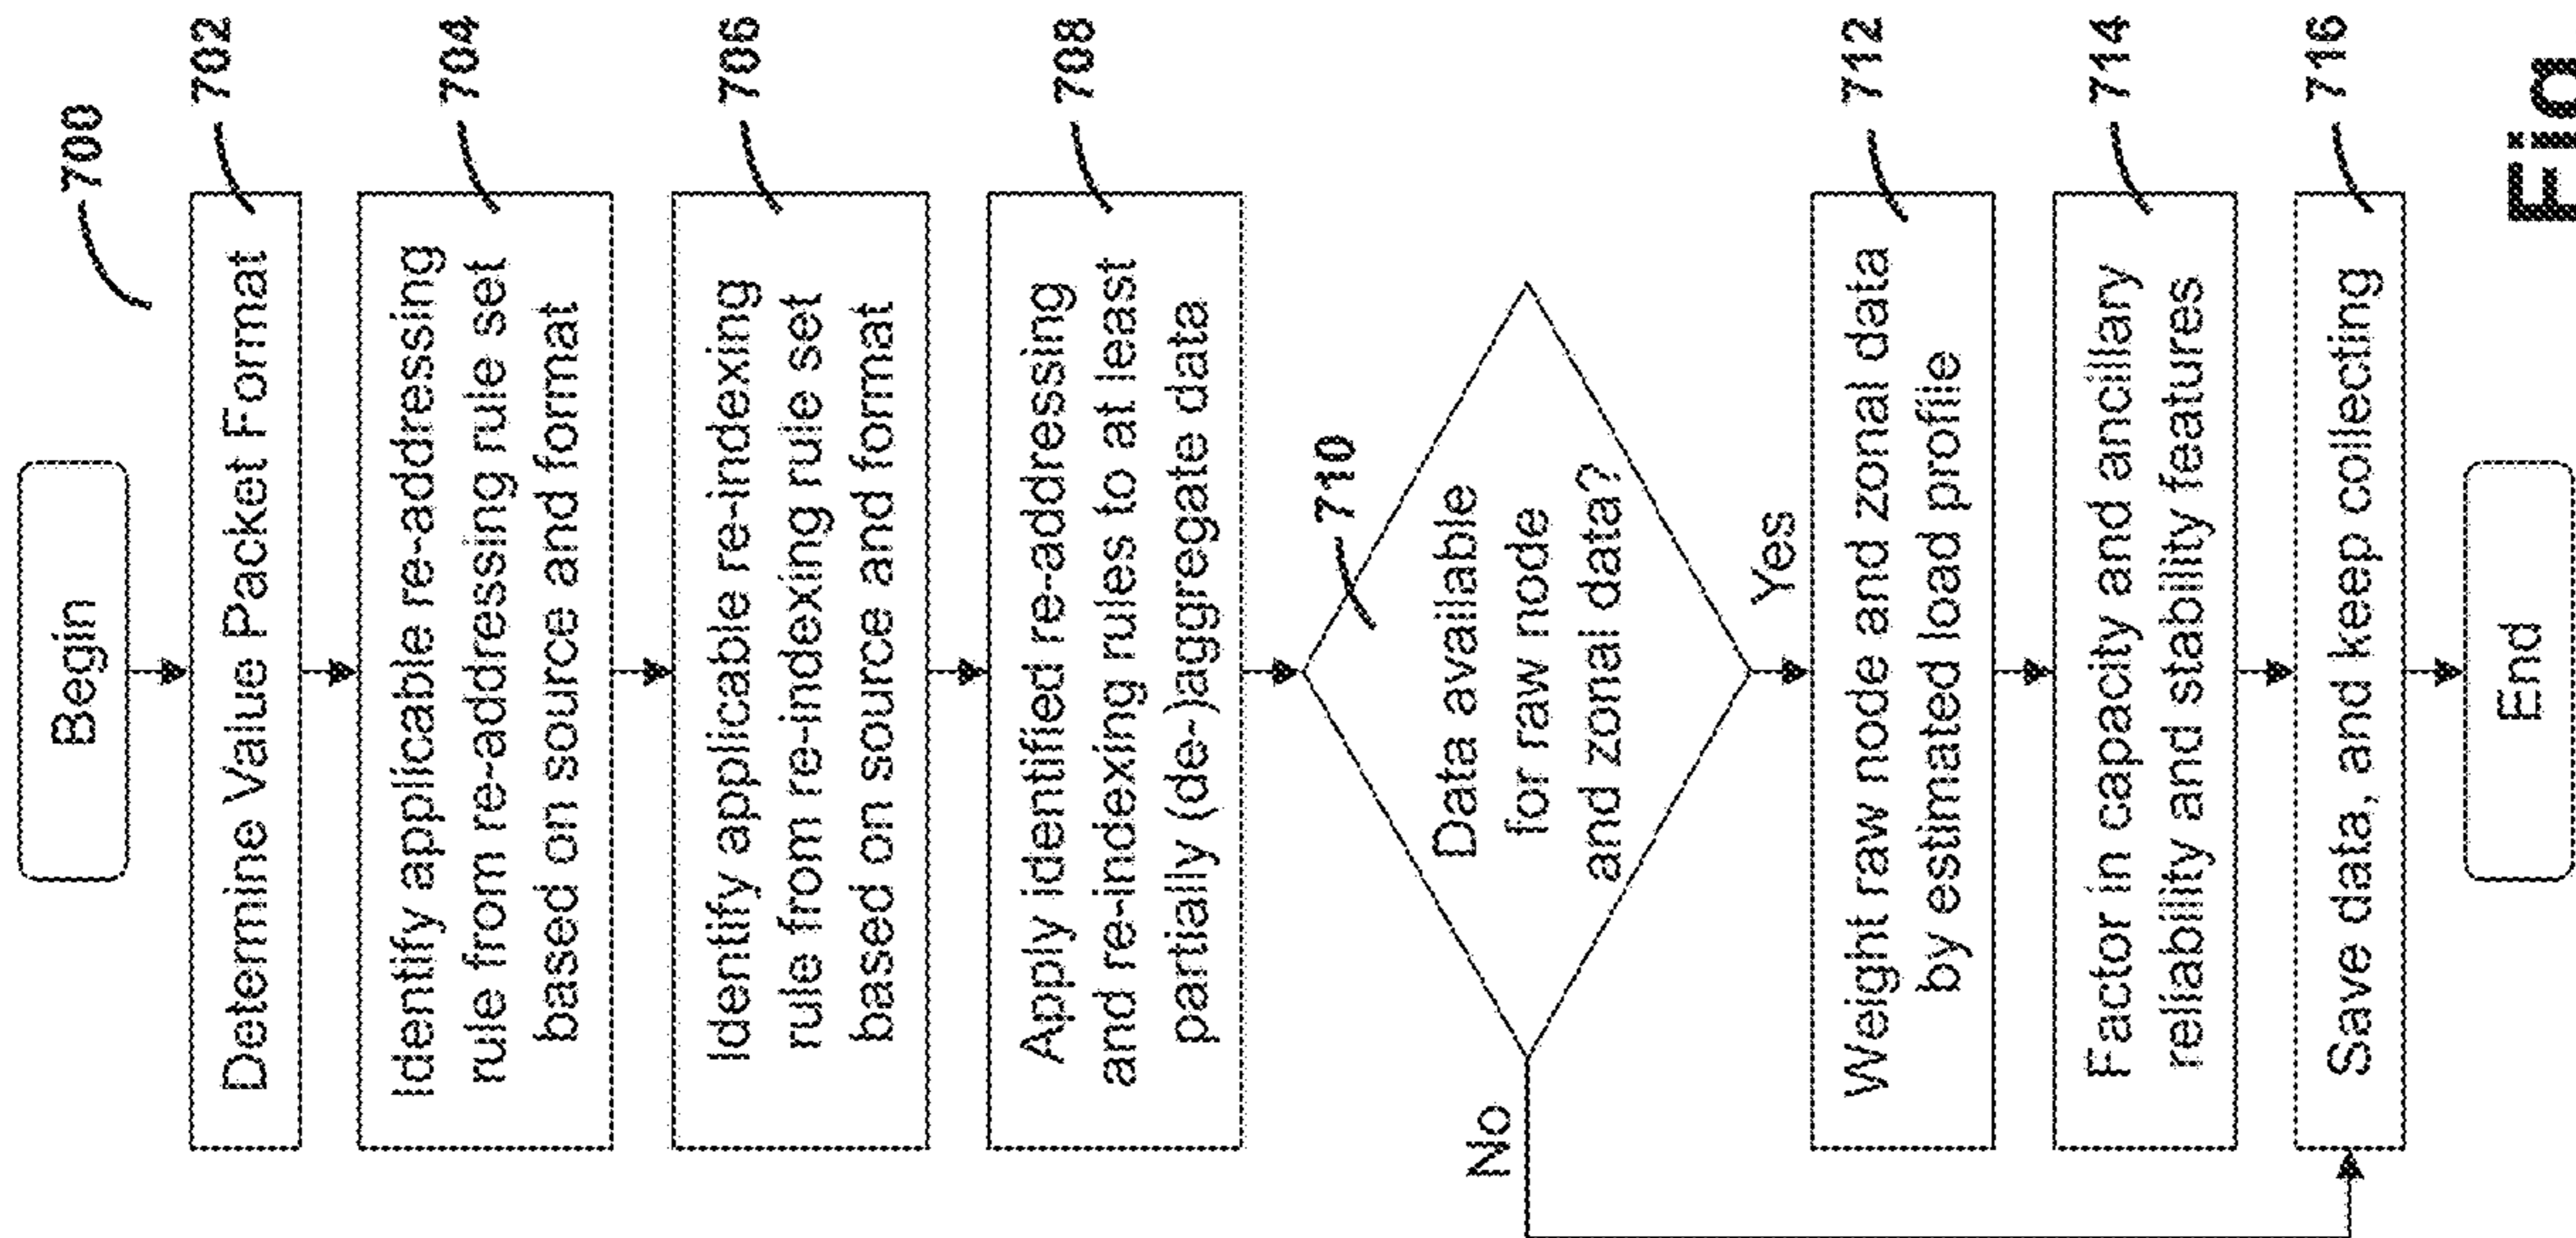 700
Begin
702
Determine Value Packet Format
704
Identify applicable re-addressing
rule from re-addressing rule set
based on source and format
706
Identify applicable re-indexing
rule from re-indexing rule set
based on source and format
708
Apply identified re-addressing
and re-indexing rules to at least
partially (de-)aggregate data
710
Data available
for raw node
and zonal data?
No
Yes
712
Weight raw node and zonal data
by estimated load profile
714
Factor in capacity and ancillary
reliability and stability features
716
Save data, and keep collecting
End
Fig